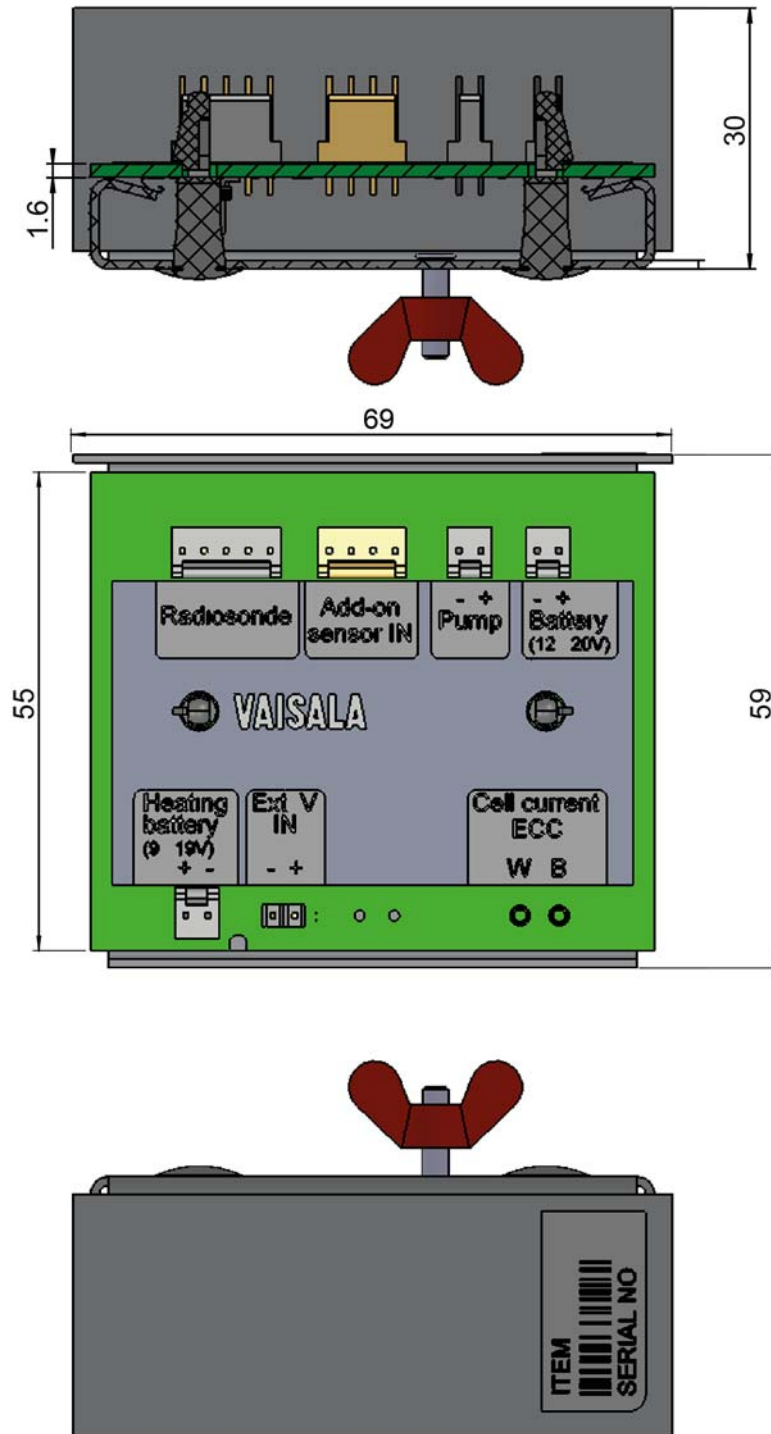 30
1.6
69
Radiosonde
Add-on
sensor IN
- +
Pump
- +
Battery
(12 20V)
55
59
VAISALA
Heating
battery
(9 19V)
+ -
Ext V
IN
- +
Cell current
ECC
W B
:
ITEM
SERIAL NO